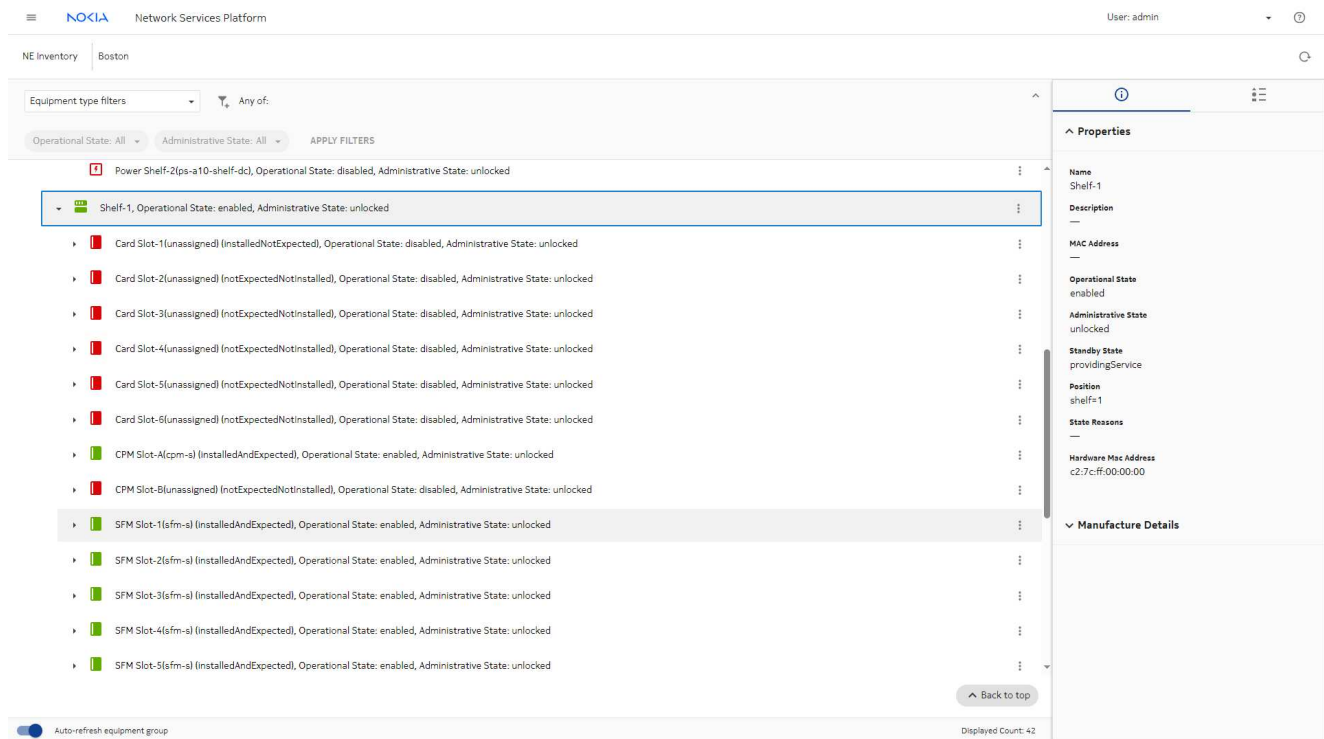 NOKIA Network Services Platform User: admin
NE Inventory Boston
Equipment type filters Any of:
Operational State: All Administrative State: All APPLY FILTERS
Power Shelf-2(ps-a10-shelf-dc), Operational State: disabled, Administrative State: unlocked
Shelf-1, Operational State: enabled, Administrative State: unlocked
Card Slot-1(unassigned) (installedNotExpected), Operational State: disabled, Administrative State: unlocked
Card Slot-2(unassigned) (notExpectedNotInstalled), Operational State: disabled, Administrative State: unlocked
Card Slot-3(unassigned) (notExpectedNotInstalled), Operational State: disabled, Administrative State: unlocked
Card Slot-4(unassigned) (notExpectedNotInstalled), Operational State: disabled, Administrative State: unlocked
Card Slot-5(unassigned) (notExpectedNotInstalled), Operational State: disabled, Administrative State: unlocked
Card Slot-6(unassigned) (notExpectedNotInstalled), Operational State: disabled, Administrative State: unlocked
CPM Slot-A(cpm-s) (installedAndExpected), Operational State: enabled, Administrative State: unlocked
CPM Slot-B(unassigned) (notExpectedNotInstalled), Operational State: disabled, Administrative State: unlocked
SFM Slot-1(sfm-s) (installedAndExpected), Operational State: enabled, Administrative State: unlocked
SFM Slot-2(sfm-s) (installedAndExpected), Operational State: enabled, Administrative State: unlocked
SFM Slot-3(sfm-s) (installedAndExpected), Operational State: enabled, Administrative State: unlocked
SFM Slot-4(sfm-s) (installedAndExpected), Operational State: enabled, Administrative State: unlocked
SFM Slot-5(sfm-s) (installedAndExpected), Operational State: enabled, Administrative State: unlocked
Back to top
Auto-refresh equipment group Displayed Count: 42
Properties
Name
Shelf-1
Description
—
MAC Address
—
Operational State
enabled
Administrative State
unlocked
Standby State
providingService
Position
shelf=1
State Reasons
—
Hardware Mac Address
c2:7c:ff:00:00:00
Manufacture Details